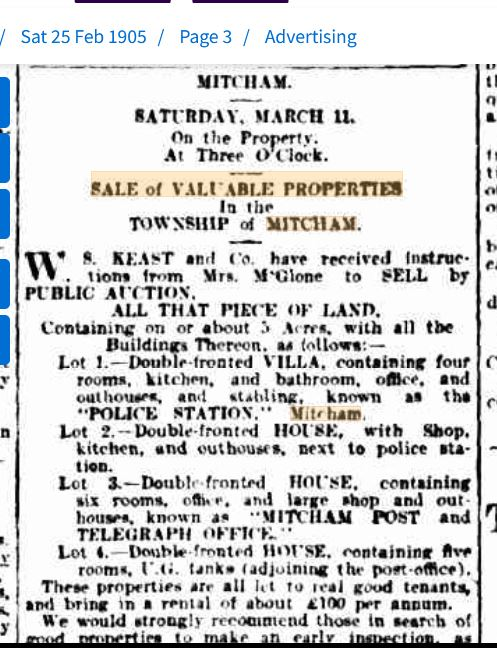 / Sat 25 Feb 1905 / Page 3 / Advertising
MITCHAM.
SATURDAY, MARCH 11.
On the Property.
At Three O'Clock.
SALE of VALUABLE PROPERTIES
In the
TOWNSHIP of MITCHAM.
W. S. KEAST and Co. have received instruc-
tions from Mrs. M'Glone to SELL by
PUBLIC AUCTION,
ALL THAT PIECE OF LAND,
Containing on or about 5 Acres, with all the
Buildings Thereon, as follows:—
Lot 1.—Double-fronted VILLA, containing four
rooms, kitchen, and bathroom, office, and
outhouses, and stabling, known as the
"POLICE STATION," Mitcham.
Lot 2.—Double-fronted HOUSE, with Shop,
kitchen, and outhouses, next to police sta-
tion.
Lot 3.—Double-fronted HOUSE, containing
six rooms, office, and large shop and out-
houses, known as "MITCHAM POST and
TELEGRAPH OFFICE."
Lot 4.—Double-fronted HOUSE, containing five
rooms, U.G. tanks (adjoining the post-office).
These properties are all let to real good tenants,
and bring in a rental of about £100 per annum.
We would strongly recommend those in search of
good properties to make an early inspection, as